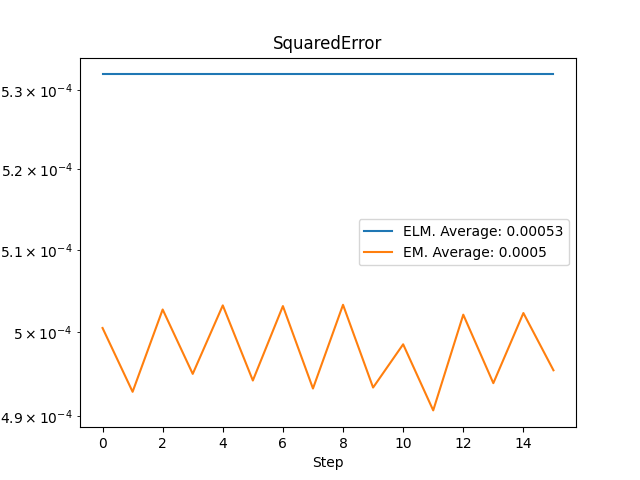 SquaredError
5.3 × 10⁻⁴
5.2 × 10⁻⁴
5.1 × 10⁻⁴
5 × 10⁻⁴
4.9 × 10⁻⁴
ELM. Average: 0.00053
EM. Average: 0.0005
0 2 4 6 8 10 12 14
Step